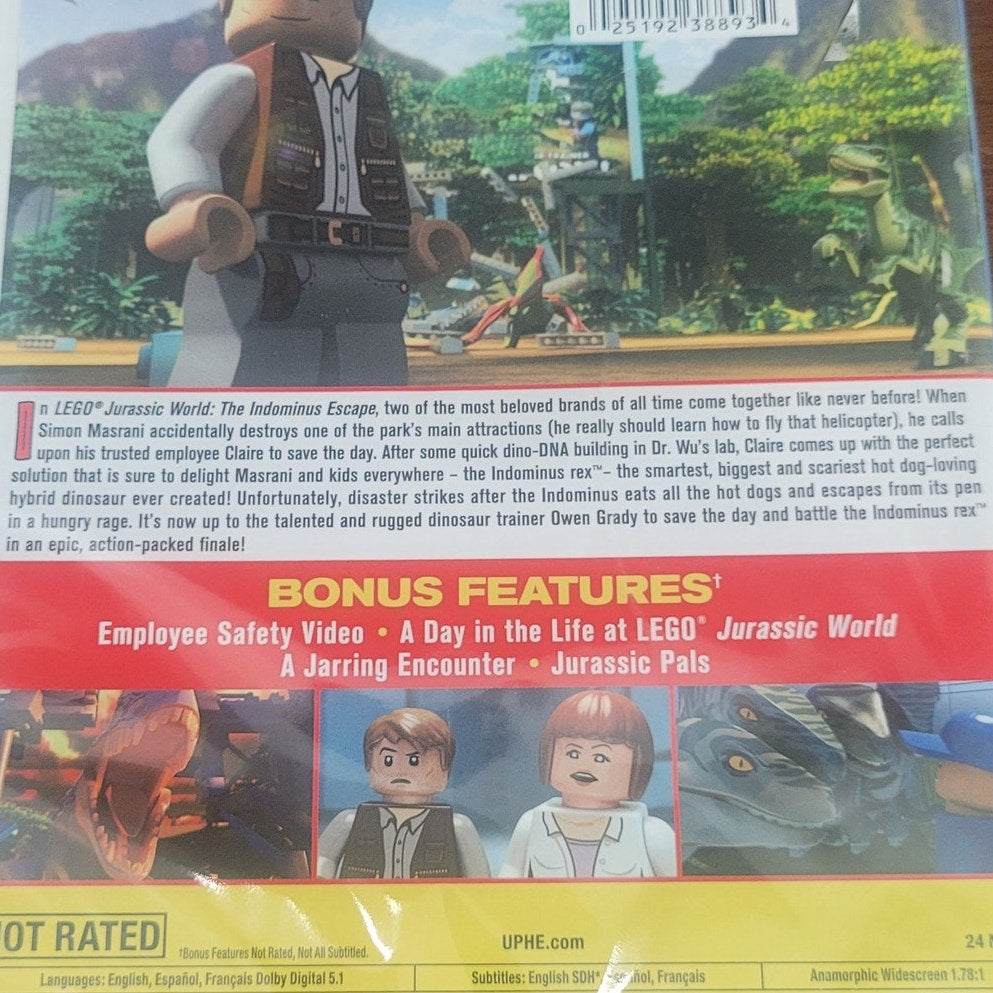 0 25192 38893 4
In LEGO® Jurassic World: The Indominus Escape, two of the most beloved brands of all time come together like never before! When
Simon Masrani accidentally destroys one of the park's main attractions (he really should learn how to fly that helicopter), he calls
upon his trusted employee Claire to save the day. After some quick dino-DNA building in Dr. Wu's lab, Claire comes up with the perfect
solution that is sure to delight Masrani and kids everywhere – the Indominus rex™– the smartest, biggest and scariest hot dog-loving
hybrid dinosaur ever created! Unfortunately, disaster strikes after the Indominus eats all the hot dogs and escapes from its pen
in a hungry rage. It's now up to the talented and rugged dinosaur trainer Owen Grady to save the day and battle the Indominus rex™
in an epic, action-packed finale!
BONUS FEATURES†
Employee Safety Video • A Day in the Life at LEGO® Jurassic World
A Jarring Encounter • Jurassic Pals
NOT RATED
†Bonus Features Not Rated, Not All Subtitled.
UPHE.com
24
Languages: English, Español, Français Dolby Digital 5.1
Subtitles: English SDH*, Español, Français
Anamorphic Widescreen 1.78:1